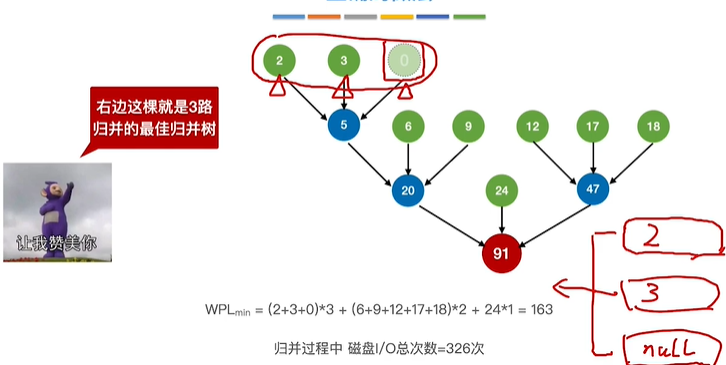 2 3 0
右边这棵就是3路
归并的最佳归并树
5 6 9 12 17 18
20 24 47
让我赞美你
91
2
3
null
WPLmin = (2+3+0)*3 + (6+9+12+17+18)*2 + 24*1 = 163
归并过程中 磁盘I/O总次数=326次